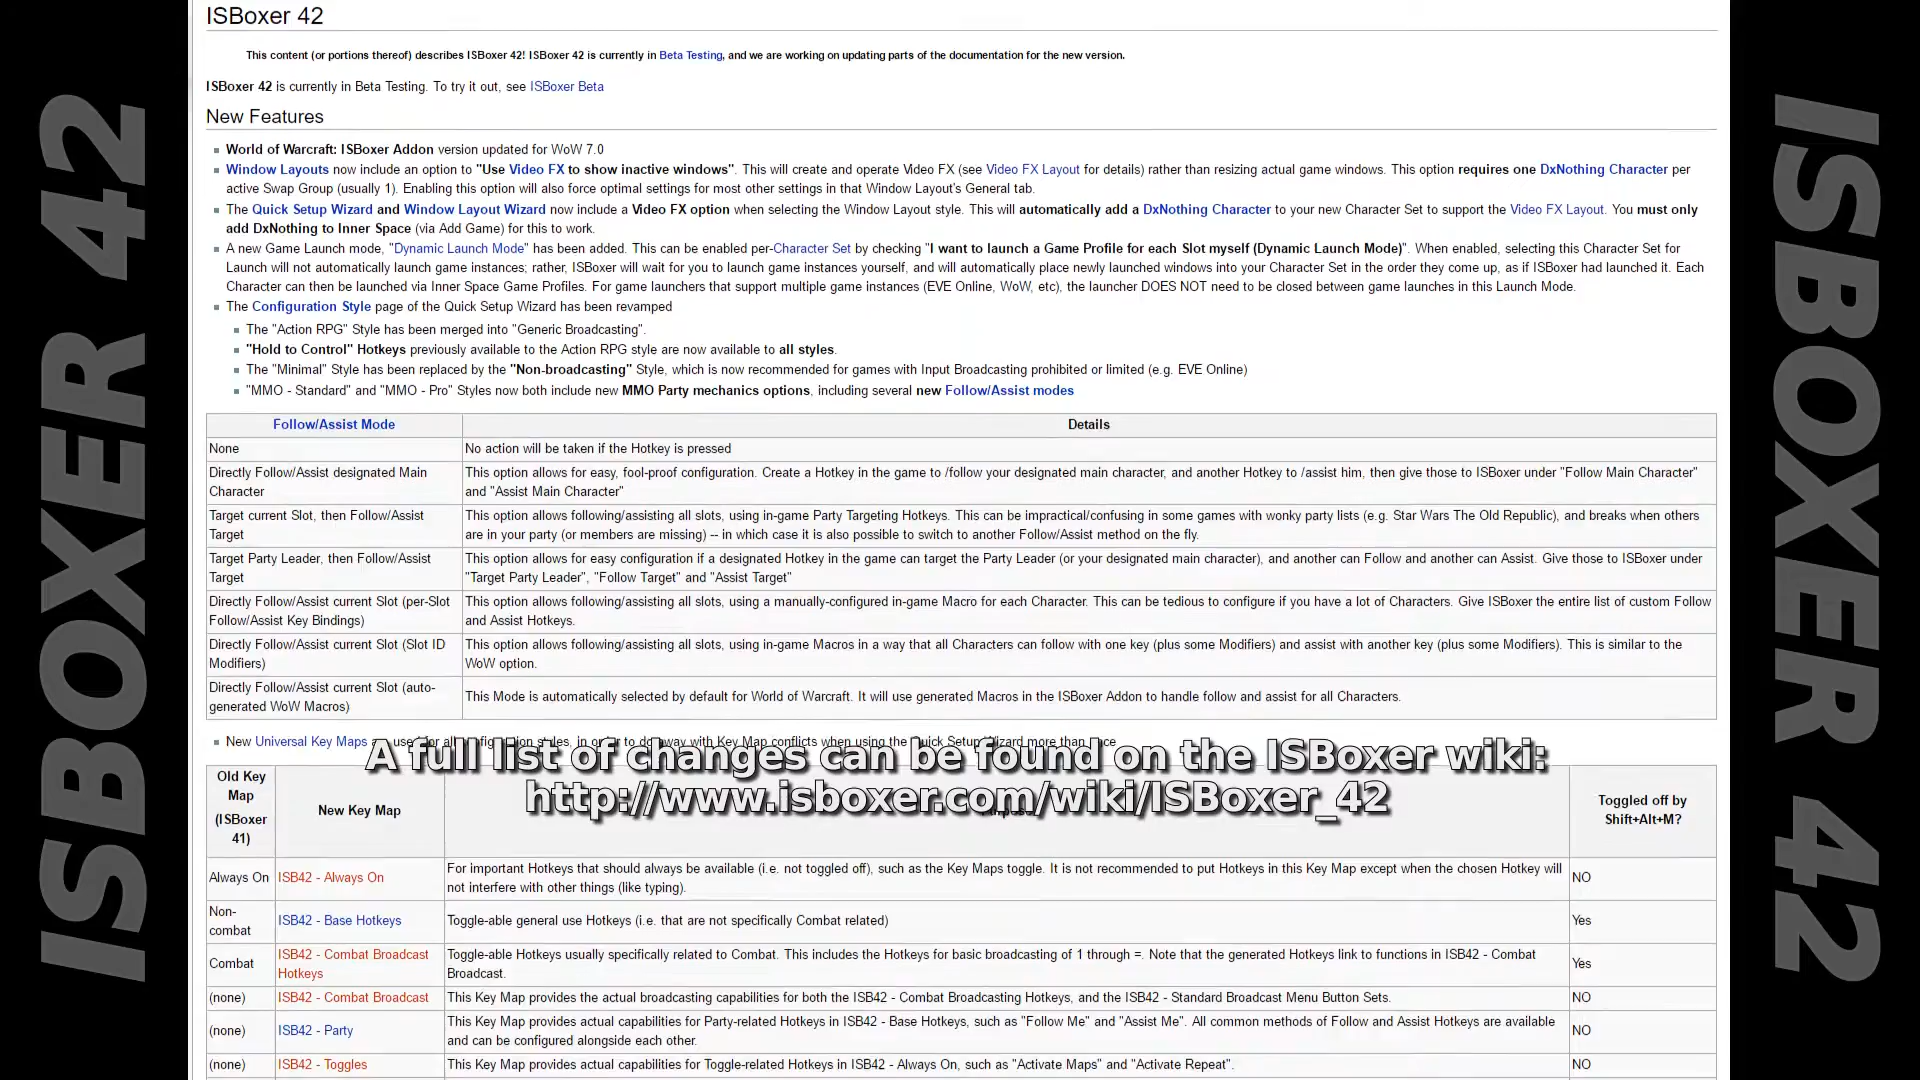 ISBOXER 42
ISBoxer 42
This content (or portions thereof) describes ISBoxer 42! ISBoxer 42 is currently in Beta Testing, and we are working on updating parts of the documentation for the new version.
ISBoxer 42 is currently in Beta Testing. To try it out, see ISBoxer Beta
New Features
World of Warcraft: ISBoxer Addon version updated for WoW 7.0
Window Layouts now include an option to "Use Video FX to show inactive windows". This will create and operate Video FX (see Video FX Layout for details) rather than resizing actual game windows. This option requires one DxNothing Character per
active Swap Group (usually 1). Enabling this option will also force optimal settings for most other settings in that Window Layout's General tab.
The Quick Setup Wizard and Window Layout Wizard now include a Video FX option when selecting the Window Layout style. This will automatically add a DxNothing Character to your new Character Set to support the Video FX Layout. You must only
add DxNothing to Inner Space (via Add Game) for this to work.
A new Game Launch mode, "Dynamic Launch Mode" has been added. This can be enabled per-Character Set by checking "I want to launch a Game Profile for each Slot myself (Dynamic Launch Mode)". When enabled, selecting this Character Set for
Launch will not automatically launch game instances; rather, ISBoxer will wait for you to launch game instances yourself, and will automatically place newly launched windows into your Character Set in the order they come up, as if ISBoxer had launched it. Each
Character can then be launched via Inner Space Game Profiles. For game launchers that support multiple game instances (EVE Online, WoW, etc), the launcher DOES NOT need to be closed between game launches in this Launch Mode.
The Configuration Style page of the Quick Setup Wizard has been revamped
The "Action RPG" Style has been merged into "Generic Broadcasting".
"Hold to Control" Hotkeys previously available to the Action RPG style are now available to all styles.
The "Minimal" Style has been replaced by the "Non-broadcasting" Style, which is now recommended for games with Input Broadcasting prohibited or limited (e.g. EVE Online)
"MMO - Standard" and "MMO - Pro" Styles now both include new MMO Party mechanics options, including several new Follow/Assist modes
Follow/Assist Mode Details
None No action will be taken if the Hotkey is pressed
Directly Follow/Assist designated Main
Character
This option allows for easy, fool-proof configuration. Create a Hotkey in the game to /follow your designated main character, and another Hotkey to /assist him, then give those to ISBoxer under "Follow Main Character"
and "Assist Main Character"
Target current Slot, then Follow/Assist
Target
This option allows following/assisting all slots, using in-game Party Targeting Hotkeys. This can be impractical/confusing in some games with wonky party lists (e.g. Star Wars The Old Republic), and breaks when others
are in your party (or members are missing) -- in which case it is also possible to switch to another Follow/Assist method on the fly.
Target Party Leader, then Follow/Assist
Target
This option allows for easy configuration if a designated Hotkey in the game can target the Party Leader (or your designated main character), and another can Follow and another can Assist. Give those to ISBoxer under
"Target Party Leader", "Follow Target" and "Assist Target"
Directly Follow/Assist current Slot (per-Slot
Follow/Assist Key Bindings)
This option allows following/assisting all slots, using a manually-configured in-game Macro for each Character. This can be tedious to configure if you have a lot of Characters. Give ISBoxer the entire list of custom Follow
and Assist Hotkeys.
Directly Follow/Assist current Slot (Slot ID
Modifiers)
This option allows following/assisting all slots, using in-game Macros in a way that all Characters can follow with one key (plus some Modifiers) and assist with another key (plus some Modifiers). This is similar to the
WoW option.
Directly Follow/Assist current Slot (auto-
generated WoW Macros)
This Mode is automatically selected by default for World of Warcraft. It will use generated Macros in the ISBoxer Addon to handle follow and assist for all Characters.
New Universal Key Maps are used for all configuration styles, in order to do away with Key Map conflicts when using the Quick Setup Wizard more than once
A full list of changes can be found on the ISBoxer wiki:
http://www.isboxer.com/wiki/ISBoxer_42
Old Key
Map
(ISBoxer
41)
New Key Map
Purpose
Toggled off by
Shift+Alt+M?
Always On ISB42 - Always On
For important Hotkeys that should always be available (i.e. not toggled off), such as the Key Maps toggle. It is not recommended to put Hotkeys in this Key Map except when the chosen Hotkey will
not interfere with other things (like typing).
NO
Non-
combat
ISB42 - Base Hotkeys Toggle-able general use Hotkeys (i.e. that are not specifically Combat related) Yes
Combat
ISB42 - Combat Broadcast
Hotkeys
Toggle-able Hotkeys usually specifically related to Combat. This includes the Hotkeys for basic broadcasting of 1 through =. Note that the generated Hotkeys link to functions in ISB42 - Combat
Broadcast.
Yes
(none) ISB42 - Combat Broadcast This Key Map provides the actual broadcasting capabilities for both the ISB42 - Combat Broadcasting Hotkeys, and the ISB42 - Standard Broadcast Menu Button Sets. NO
(none) ISB42 - Party
This Key Map provides actual capabilities for Party-related Hotkeys in ISB42 - Base Hotkeys, such as "Follow Me" and "Assist Me". All common methods of Follow and Assist Hotkeys are available
and can be configured alongside each other.
NO
(none) ISB42 - Toggles This Key Map provides actual capabilities for Toggle-related Hotkeys in ISB42 - Always On, such as "Activate Maps" and "Activate Repeat". NO
ISBOXER 42